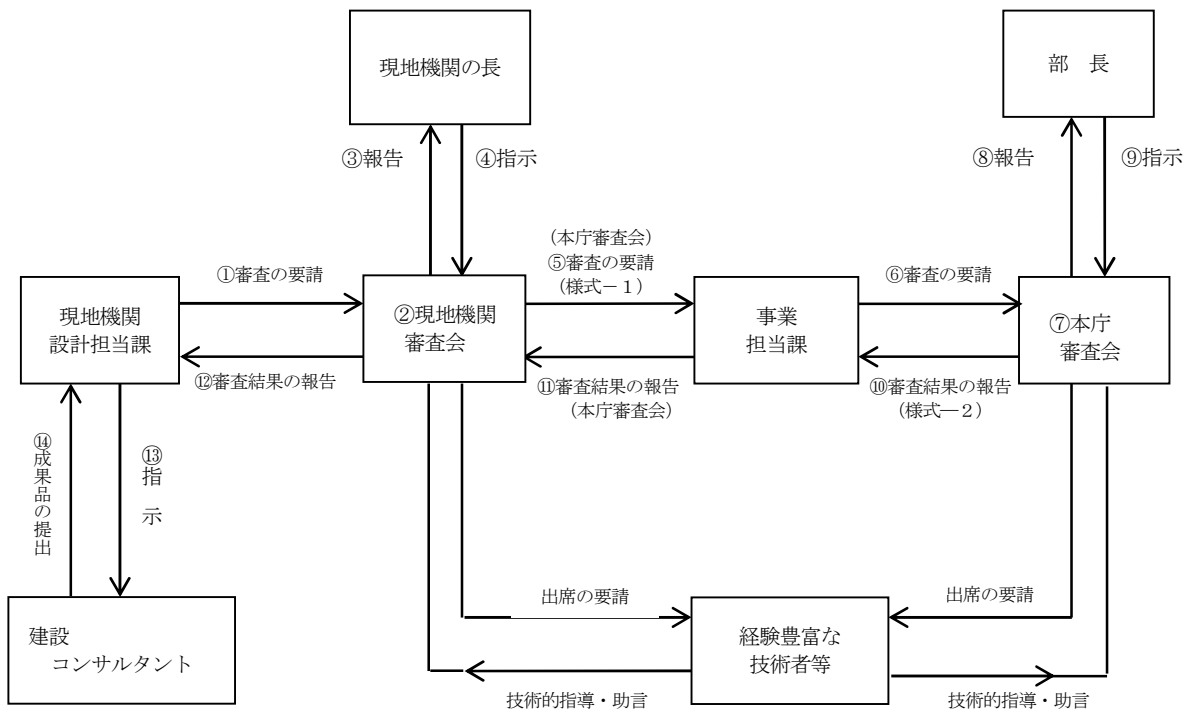 現地機関の長
部　長
③報告
④指示
⑧報告
⑨指示
(本庁審査会)
⑤審査の要請
(様式－１)
①審査の要請
⑥審査の要請
現地機関
設計担当課
②現地機関
審査会
事業
担当課
⑦本庁
審査会
⑫審査結果の報告
⑪審査結果の報告
(本庁審査会)
⑩審査結果の報告
(様式―２)
⑭成果品の提出
⑬指　示
出席の要請
出席の要請
建設
コンサルタント
経験豊富な
技術者等
技術的指導・助言
技術的指導・助言